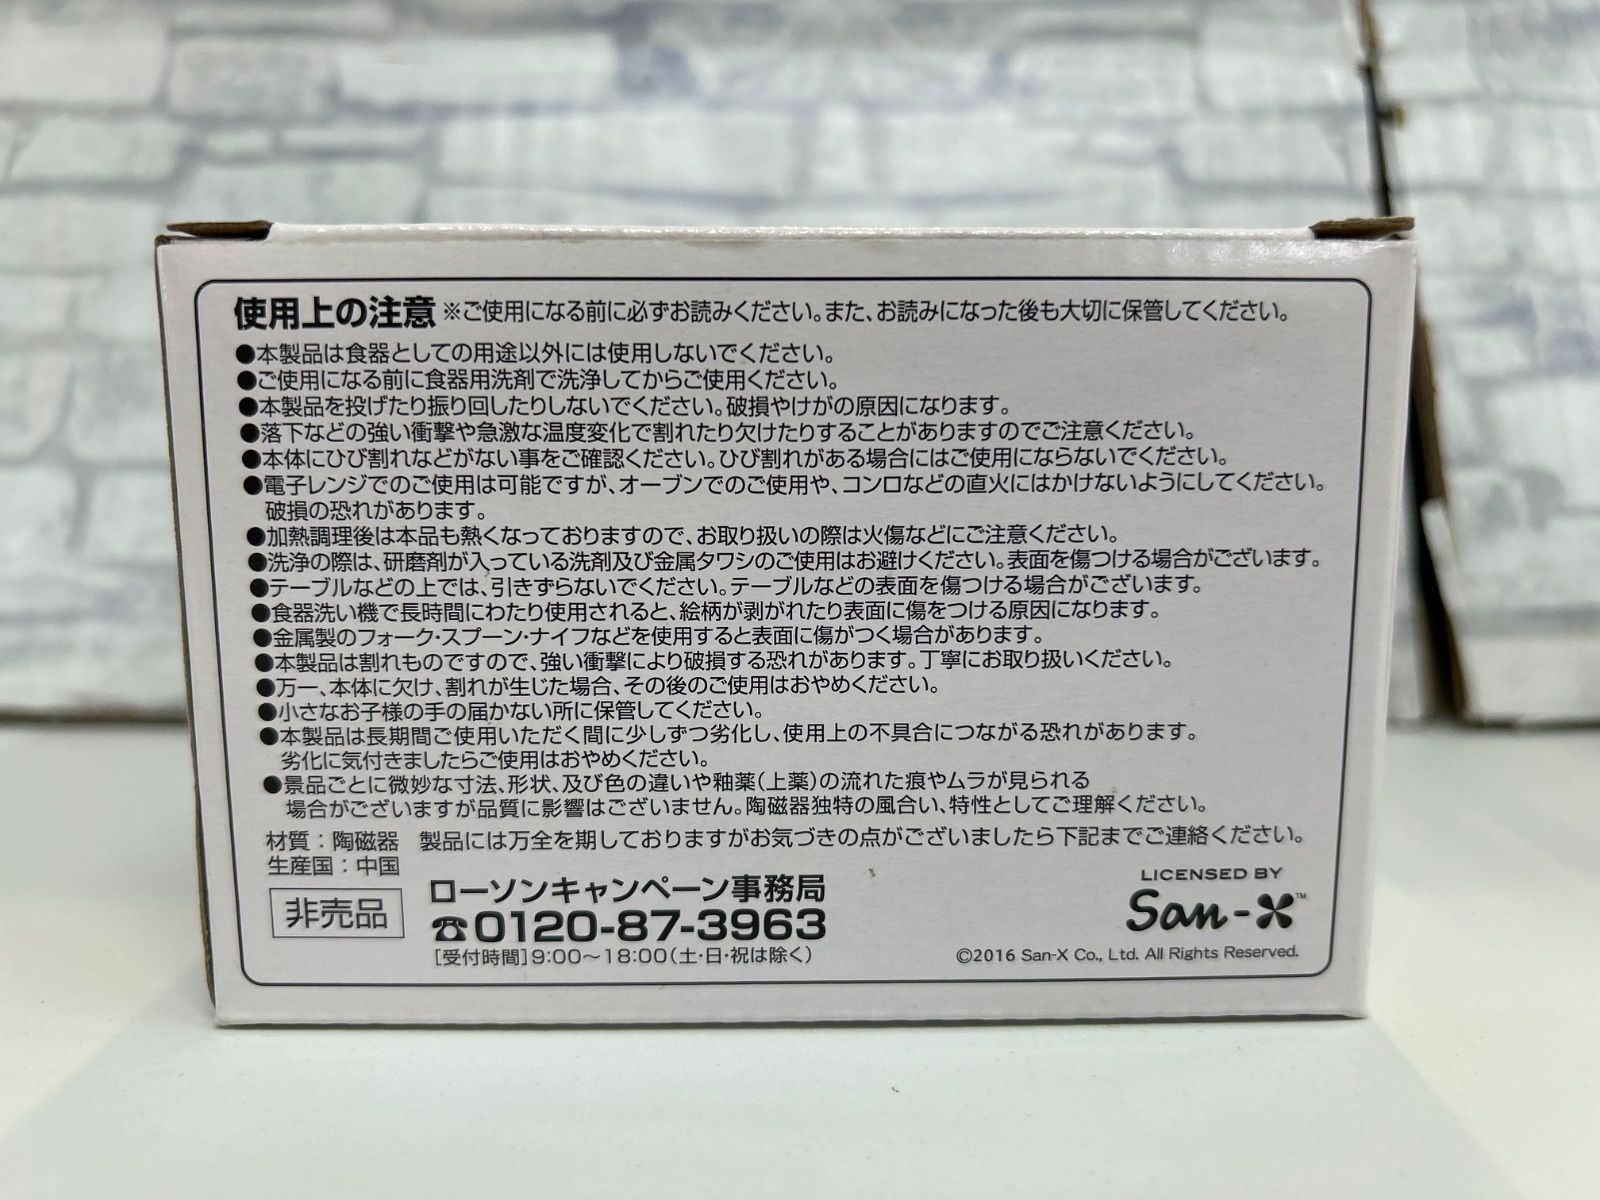 使用上の注意 ※ご使用になる前に必ずお読みください。また、お読みになった後も大切に保管してください。
●本製品は食器としての用途以外には使用しないでください。
●ご使用になる前に食器用洗剤で洗浄してからご使用ください。
●本製品を投げたり振り回したりしないでください。破損やけがの原因になります。
●落下などの強い衝撃や急激な温度変化で割れたり欠けたりすることがありますのでご注意ください。
●本体にひび割れなどがない事をご確認ください。ひび割れがある場合にはご使用にならないでください。
●電子レンジでのご使用は可能ですが、オーブンでのご使用や、コンロなどの直火にはかけないようにしてください。
破損の恐れがあります。
●加熱調理後は本品も熱くなっておりますので、お取り扱いの際は火傷などにご注意ください。
●洗浄の際は、研磨剤が入っている洗剤及び金属タワシのご使用はお避けください。表面を傷つける場合がございます。
●テーブルなどの上では、引きずらないでください。テーブルなどの表面を傷つける場合がございます。
●食器洗い機で長時間にわたり使用されると、絵柄が剥がれたり表面に傷をつける原因になります。
●金属製のフォーク・スプーン・ナイフなどを使用すると表面に傷がつく場合があります。
●本製品は割れものですので、強い衝撃により破損する恐れがあります。丁寧にお取り扱いください。
●万一、本体に欠け、割れが生じた場合、その後のご使用はおやめください。
●小さなお子様の手の届かない所に保管してください。
●本製品は長期間ご使用いただく間に少しずつ劣化し、使用上の不具合につながる恐れがあります。
劣化に気付きましたらご使用はおやめください。
●景品ごとに微妙な寸法、形状、及び色の違いや釉薬(上薬)の流れた痕やムラが見られる
場合がございますが品質に影響はございません。陶磁器独特の風合い、特性としてご理解ください。
材質：陶磁器 製品には万全を期しておりますがお気づきの点がございましたら下記までご連絡ください。
生産国：中国
非売品
ローソンキャンペーン事務局
☎0120-87-3963
[受付時間]9:00〜18:00(土・日・祝は除く)
LICENSED BY
San-X™
©2016 San-X Co., Ltd. All Rights Reserved.